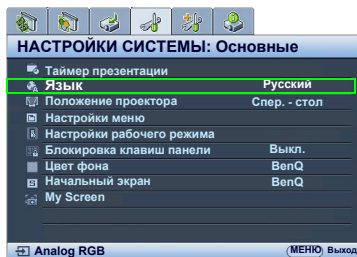 НАСТРОЙКИ СИСТЕМЫ: Основные
Таймер презентации
Язык Русский
Положение проектора Спер. - стол
Настройки меню
Настройки рабочего режима
Блокировка клавиш панели Выкл.
Цвет фона BenQ
Начальный экран BenQ
My Screen
Analog RGB МЕНЮ Выход